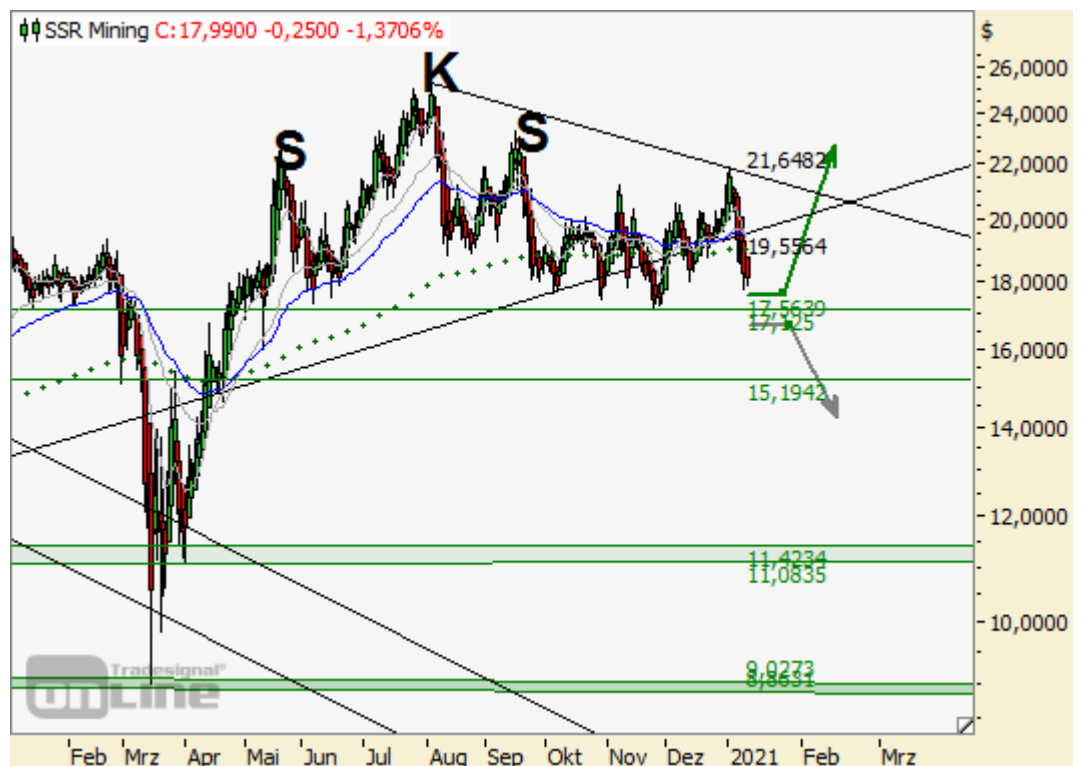 SSR Mining C:17,9900 -0,2500 -1,3706%
$
K
S
S
26,0000
24,0000
22,0000
20,0000
18,0000
16,0000
14,0000
12,0000
10,0000
21,6482
19,5564
17,5639
15,1942
11,4234
11,0835
9,0273
8,8631
Tradesignal®
onLine
Feb Mrz Apr Mai Jun Jul Aug Sep Okt Nov Dez 2021 Feb Mrz